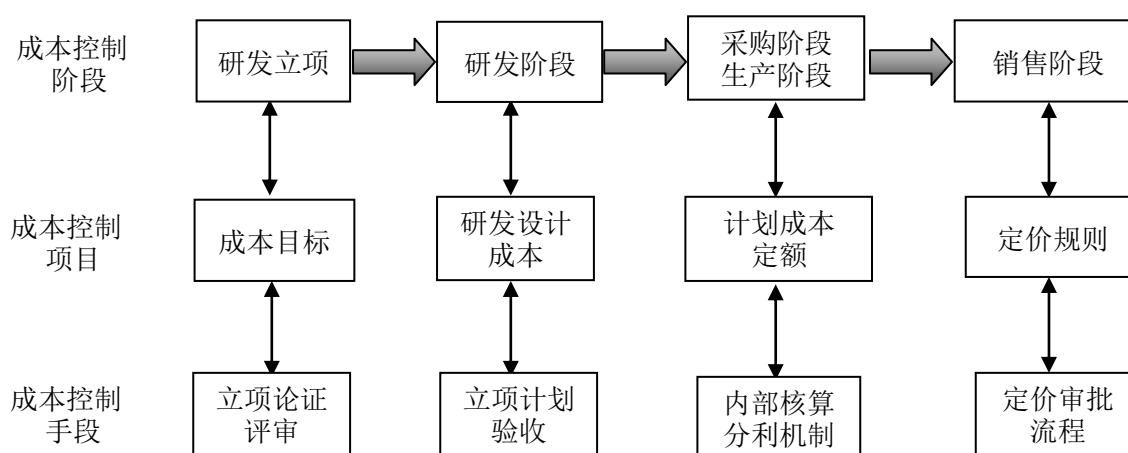 成本控制
阶段
研发立项
研发阶段
采购阶段
生产阶段
销售阶段
成本控制
项目
成本目标
研发设计
成本
计划成本
定额
定价规则
成本控制
手段
立项论证
评审
立项计划
验收
内部核算
分利机制
定价审批
流程